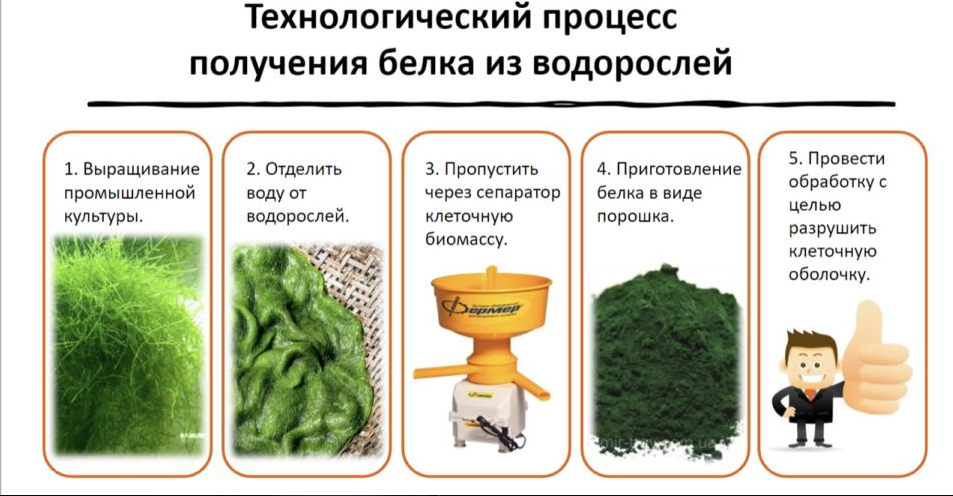 Технологический процесс
получения белка из водорослей
1. Выращивание
промышленной
культуры.
2. Отделить
воду от
водорослей.
3. Пропустить
через сепаратор
клеточную
биомассу.
Фермер
4. Приготовление
белка в виде
порошка.
5. Провести
обработку с
целью
разрушить
клеточную
оболочку.